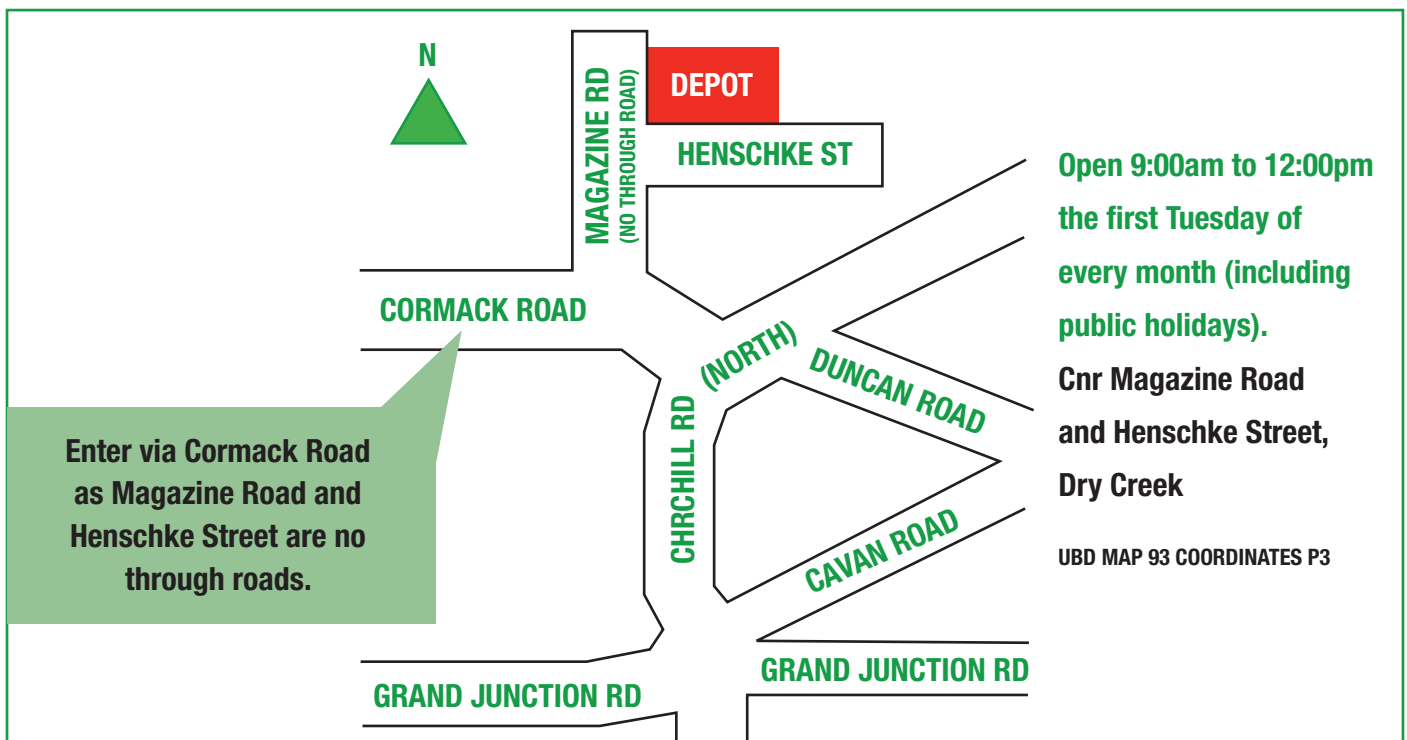 N
MAGAZINE RD
(NO THROUGH ROAD)
DEPOT
HENSCHKE ST
CORMACK ROAD
(NORTH)
DUNCAN ROAD
CHRCHILL RD
CAVAN ROAD
GRAND JUNCTION RD
GRAND JUNCTION RD
Enter via Cormack Road
as Magazine Road and
Henschke Street are no
through roads.
Open 9:00am to 12:00pm
the first Tuesday of
every month (including
public holidays).
Cnr Magazine Road
and Henschke Street,
Dry Creek
UBD MAP 93 COORDINATES P3